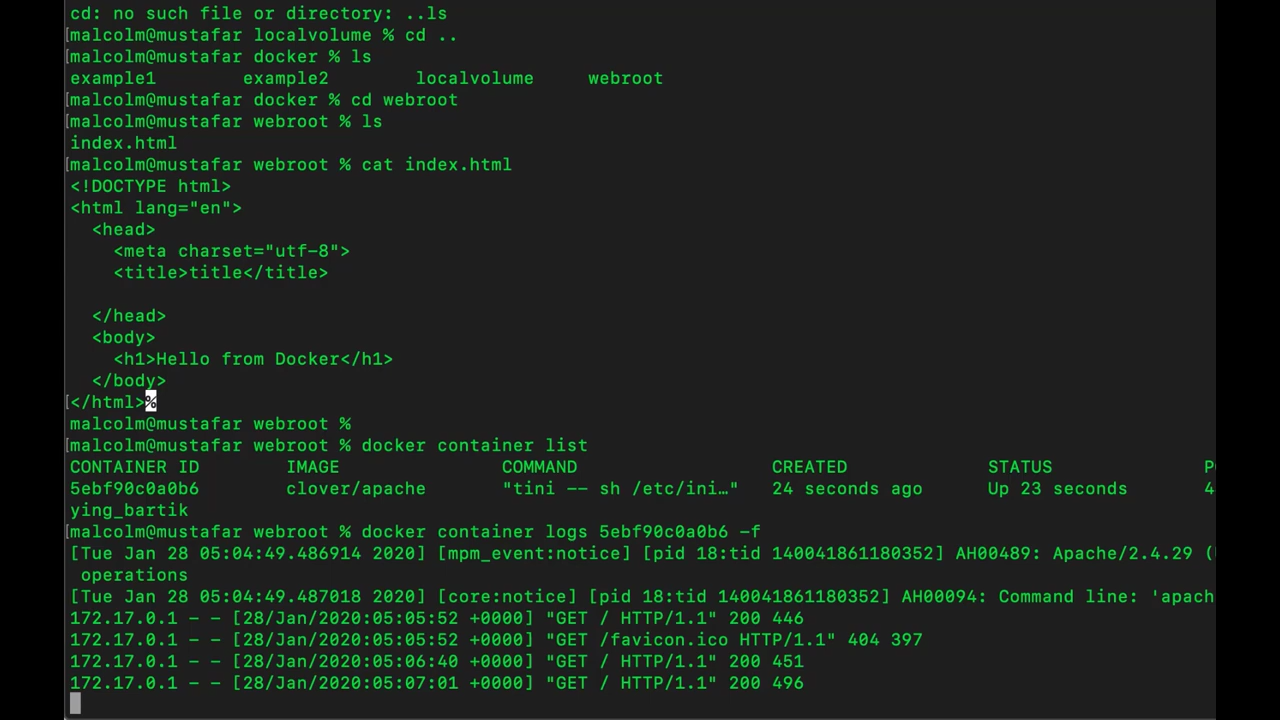 cd: no such file or directory: ..ls
[malcolm@mustafar localvolume % cd ..
[malcolm@mustafar docker % ls
example1 example2 localvolume webroot
[malcolm@mustafar docker % cd webroot
[malcolm@mustafar webroot % ls
index.html
[malcolm@mustafar webroot % cat index.html
<!DOCTYPE html>
<html lang="en">
<head>
<meta charset="utf-8">
<title>title</title>
</head>
<body>
<h1>Hello from Docker</h1>
</body>
[</html>%
malcolm@mustafar webroot %
[malcolm@mustafar webroot % docker container list
CONTAINER ID IMAGE COMMAND CREATED STATUS
5ebf90c0a0b6 clover/apache "tini -- sh /etc/ini…" 24 seconds ago Up 23 seconds 4
ying_bartik
[malcolm@mustafar webroot % docker container logs 5ebf90c0a0b6 -f
[Tue Jan 28 05:04:49.486914 2020] [mpm_event:notice] [pid 18:tid 140041861180352] AH00489: Apache/2.4.29 (
operations
[Tue Jan 28 05:04:49.487018 2020] [core:notice] [pid 18:tid 140041861180352] AH00094: Command line: 'apach
172.17.0.1 - - [28/Jan/2020:05:05:52 +0000] "GET / HTTP/1.1" 200 446
172.17.0.1 - - [28/Jan/2020:05:05:52 +0000] "GET /favicon.ico HTTP/1.1" 404 397
172.17.0.1 - - [28/Jan/2020:05:06:40 +0000] "GET / HTTP/1.1" 200 451
172.17.0.1 - - [28/Jan/2020:05:07:01 +0000] "GET / HTTP/1.1" 200 496